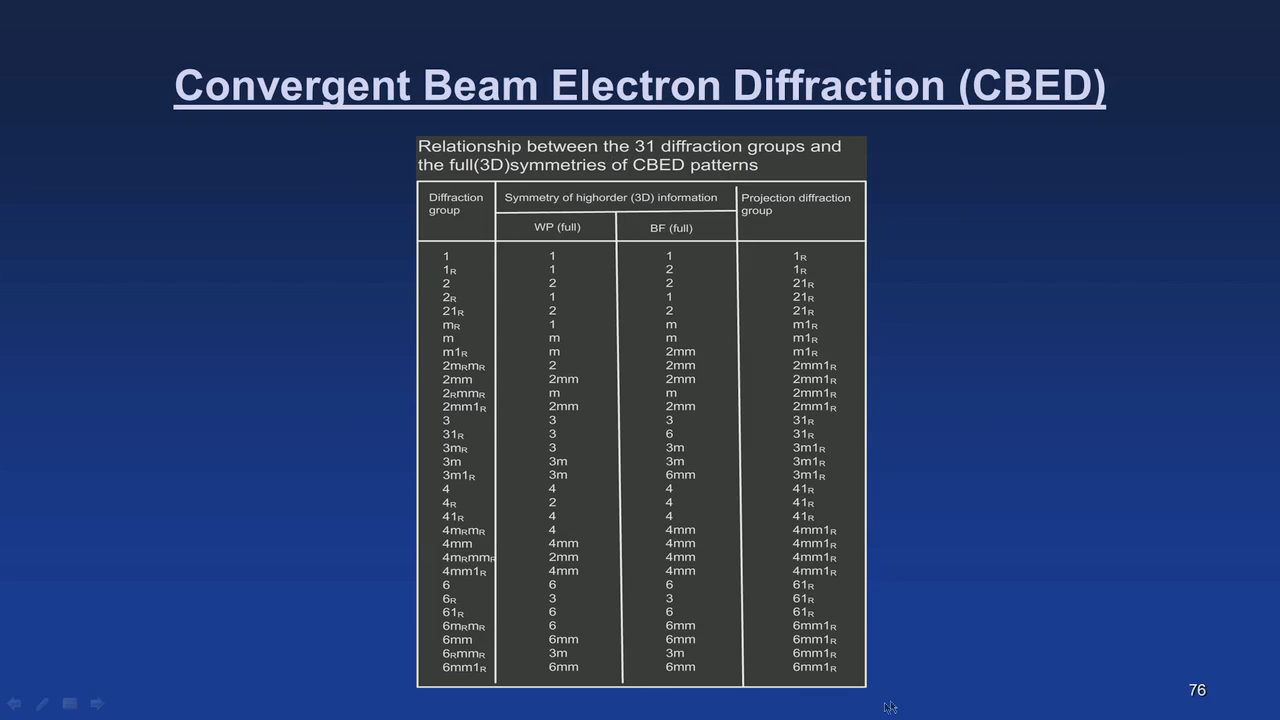 Convergent Beam Electron Diffraction (CBED)
Relationship between the 31 diffraction groups and
the full(3D)symmetries of CBED patterns
Diffraction group Symmetry of highorder (3D) information Projection diffraction group
WP (full) BF (full)
1 1 1 1R
1R 1 2 1R
2 2 2 21R
2R 1 1 21R
21R 2 2 21R
mR 1 m m1R
m m m m1R
m1R m 2mm m1R
2mRmR 2 2mm 2mm1R
2mm 2mm 2mm 2mm1R
2RmmR m m 2mm1R
2mm1R 2mm 2mm 2mm1R
3 3 3 31R
31R 3 6 31R
3mR 3 3m 3m1R
3m 3m 3m 3m1R
3m1R 3m 6mm 3m1R
4 4 4 41R
4R 2 4 41R
41R 4 4 41R
4mRmR 4 4mm 4mm1R
4mm 4mm 4mm 4mm1R
4mRmmR 2mm 4mm 4mm1R
4mm1R 4mm 4mm 4mm1R
6 6 6 61R
6R 3 3 61R
61R 6 6 61R
6mRmR 6 6mm 6mm1R
6mm 6mm 6mm 6mm1R
6RmmR 3m 3m 6mm1R
6mm1R 6mm 6mm 6mm1R
76